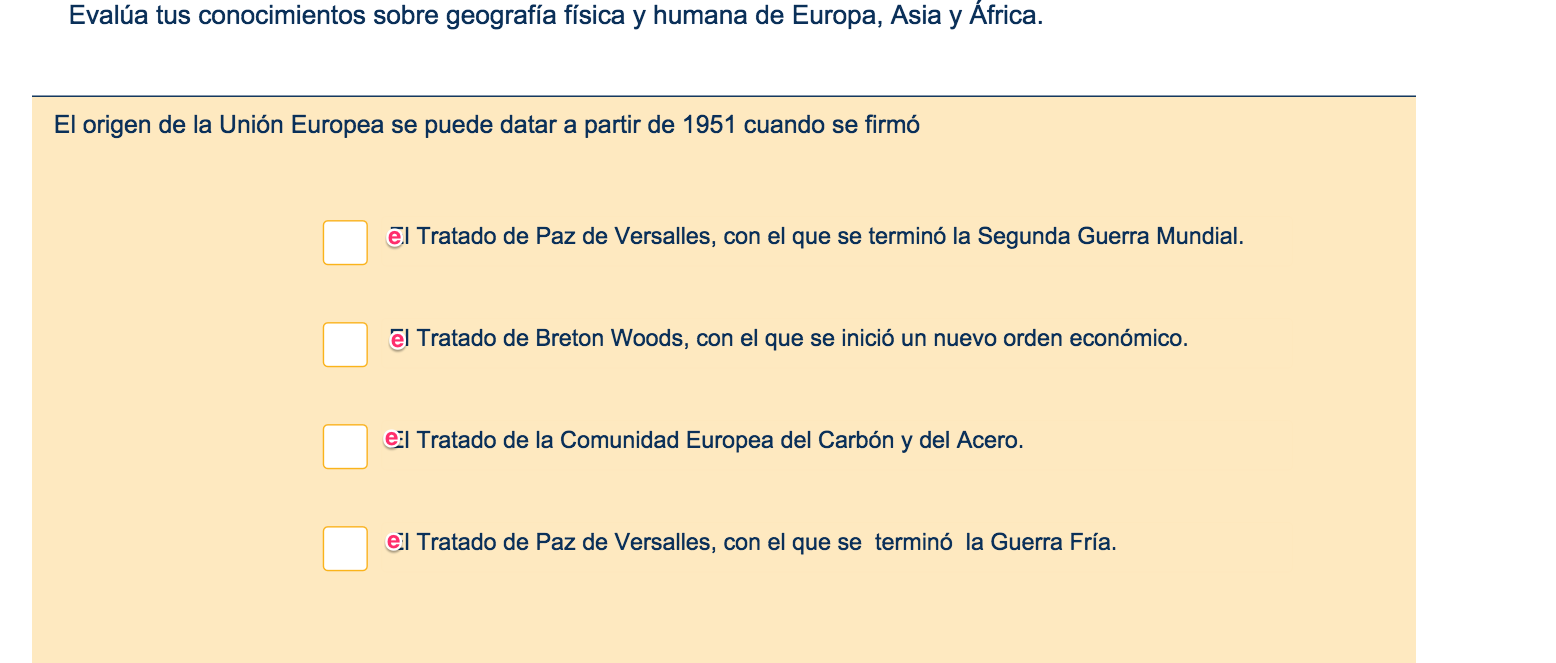 Evalúa tus conocimientos sobre geografía física y humana de Europa, Asia y África.
El origen de la Unión Europea se puede datar a partir de 1951 cuando se firmó
el Tratado de Paz de Versalles, con el que se terminó la Segunda Guerra Mundial.
el Tratado de Breton Woods, con el que se inició un nuevo orden económico.
el Tratado de la Comunidad Europea del Carbón y del Acero.
el Tratado de Paz de Versalles, con el que se  terminó  la Guerra Fría.